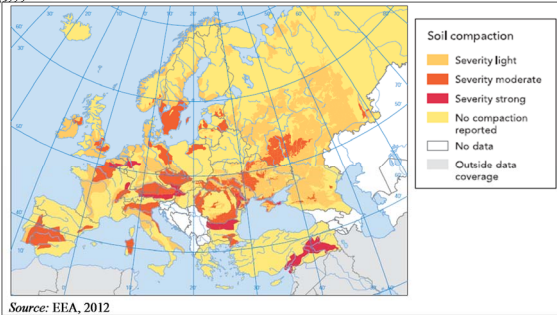 Soil compaction
Severity light
Severity moderate
Severity strong
No compaction
reported
No data
Outside data
coverage
Source: EEA, 2012